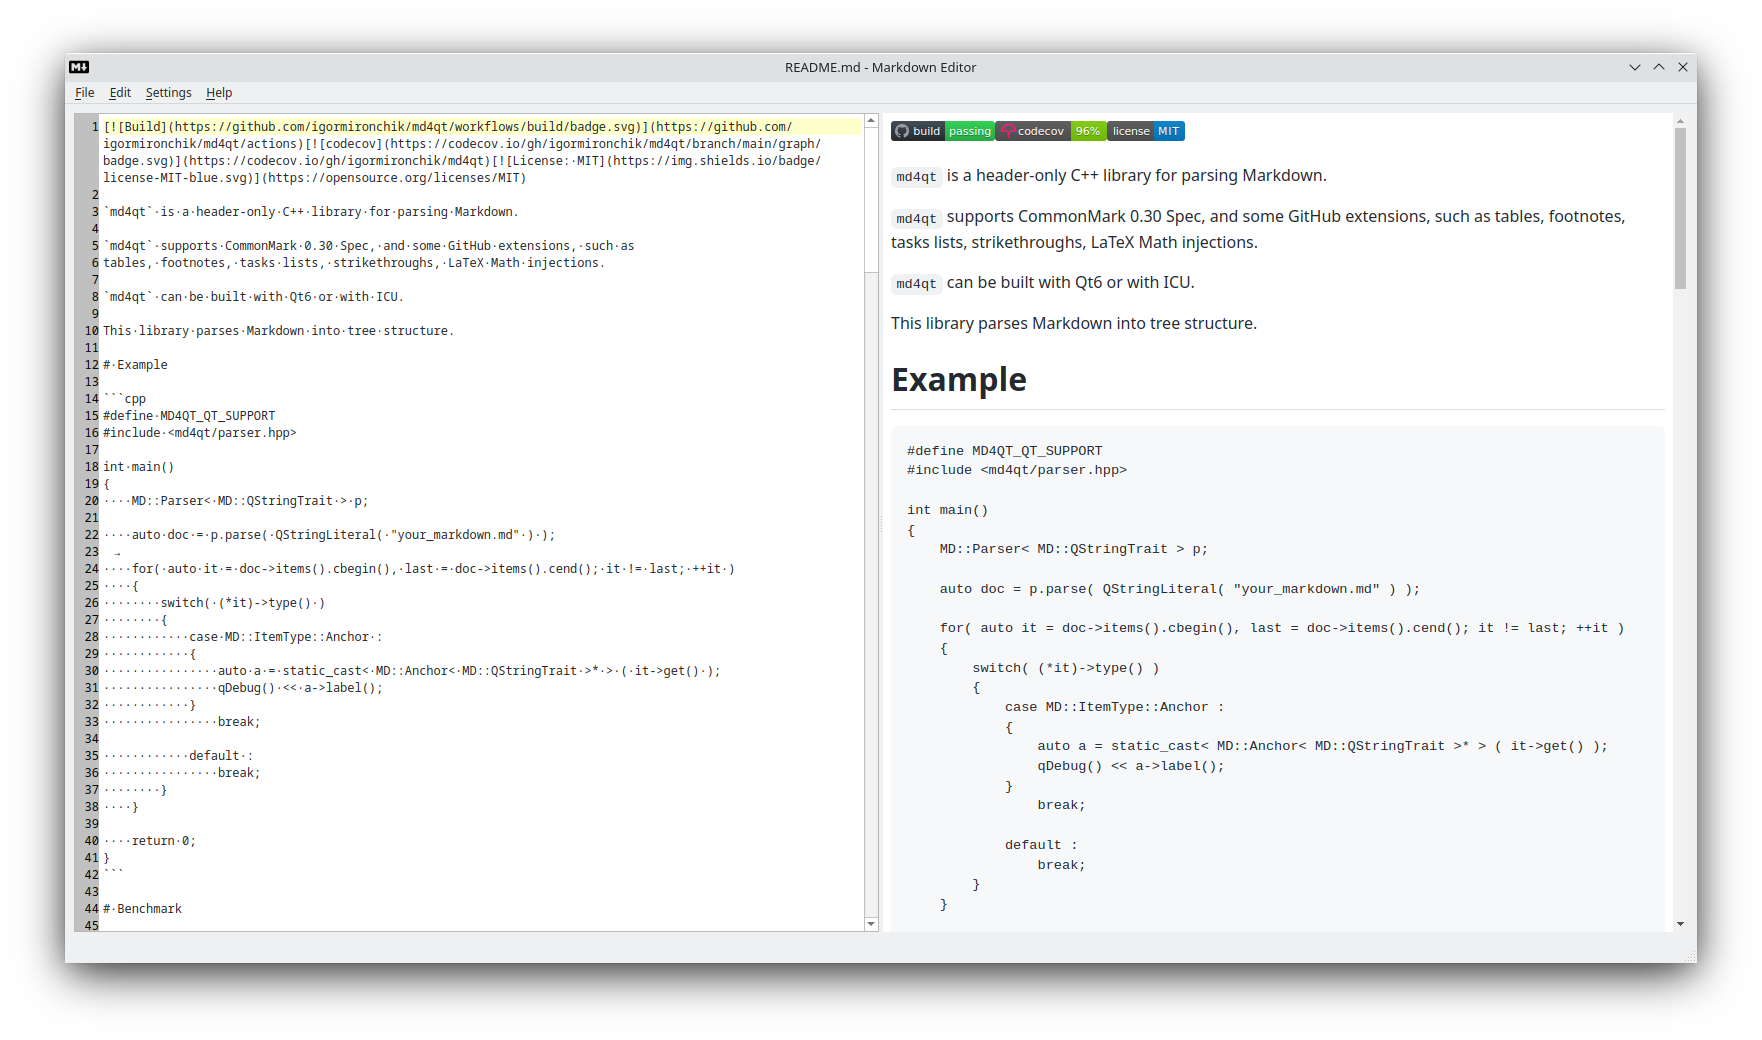 README.md - Markdown Editor
File Edit Settings Help
1 [![Build](https://github.com/igormironchik/md4qt/workflows/build/badge.svg)](https://github.com/
igormironchik/md4qt/actions)[![codecov](https://codecov.io/gh/igormironchik/md4qt/branch/main/graph/
badge.svg)](https://codecov.io/gh/igormironchik/md4qt)[![License:·MIT](https://img.shields.io/badge/
license-MIT-blue.svg)](https://opensource.org/licenses/MIT)
2
3 `md4qt`·is·a·header-only·C++·library·for·parsing·Markdown.
4
5 `md4qt`·supports·CommonMark·0.30·Spec,·and·some·GitHub·extensions,·such·as
6 tables,·footnotes,·tasks·lists,·strikethroughs,·LaTeX·Math·injections.
7
8 `md4qt`·can·be·built·with·Qt6·or·with·ICU.
9
10 This·library·parses·Markdown·into·tree·structure.
11
12 #·Example
13
14 ```cpp
15 #define·MD4QT_QT_SUPPORT
16 #include·<md4qt/parser.hpp>
17
18 int·main()
19 {
20 ····MD::Parser<·MD::QStringTrait·>·p;
21
22 ····auto·doc·=·p.parse(·QStringLiteral(·"your_markdown.md"·)·);
23 →
24 ····for(·auto·it·=·doc->items().cbegin(),·last·=·doc->items().cend();·it·!=·last;·++it·)
25 ····{
26 ········switch(·(*it)->type()·)
27 ········{
28 ············case·MD::ItemType::Anchor·:
29 ············{
30 ················auto·a·=·static_cast<·MD::Anchor<·MD::QStringTrait·>*·>·(·it->get()·);
31 ················qDebug()·<<·a->label();
32 ············}
33 ················break;
34
35 ············default·:
36 ················break;
37 ········}
38 ····}
39
40 ····return·0;
41 }
42 ```
43
44 #·Benchmark
45
build passing codecov 96% license MIT
md4qt is a header-only C++ library for parsing Markdown.
md4qt supports CommonMark 0.30 Spec, and some GitHub extensions, such as tables, footnotes,
tasks lists, strikethroughs, LaTeX Math injections.
md4qt can be built with Qt6 or with ICU.
This library parses Markdown into tree structure.
Example
#define MD4QT_QT_SUPPORT
#include <md4qt/parser.hpp>
int main()
{
    MD::Parser< MD::QStringTrait > p;
    auto doc = p.parse( QStringLiteral( "your_markdown.md" ) );
    for( auto it = doc->items().cbegin(), last = doc->items().cend(); it != last; ++it )
    {
        switch( (*it)->type() )
        {
            case MD::ItemType::Anchor :
            {
                auto a = static_cast< MD::Anchor< MD::QStringTrait >* > ( it->get() );
                qDebug() << a->label();
            }
                break;
            default :
                break;
        }
    }